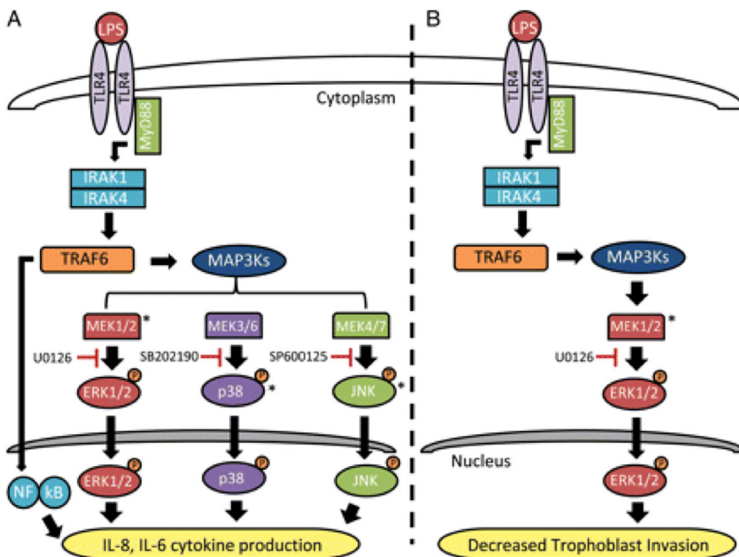 A
LPS
TLR4
TLR4
Cytoplasm
MyD88
IRAK1
IRAK4
TRAF6
MAP3Ks
MEK1/2 *
MEK3/6
MEK4/7
U0126
SB202190
SP600125
P
P
P
ERK1/2
p38 *
JNK *
P
P
P
NF kB
ERK1/2
p38
JNK
IL-8, IL-6 cytokine production
B
LPS
TLR4
TLR4
MyD88
IRAK1
IRAK4
TRAF6
MAP3Ks
MEK1/2 *
U0126
P
ERK1/2
Nucleus
P
ERK1/2
Decreased Trophoblast Invasion